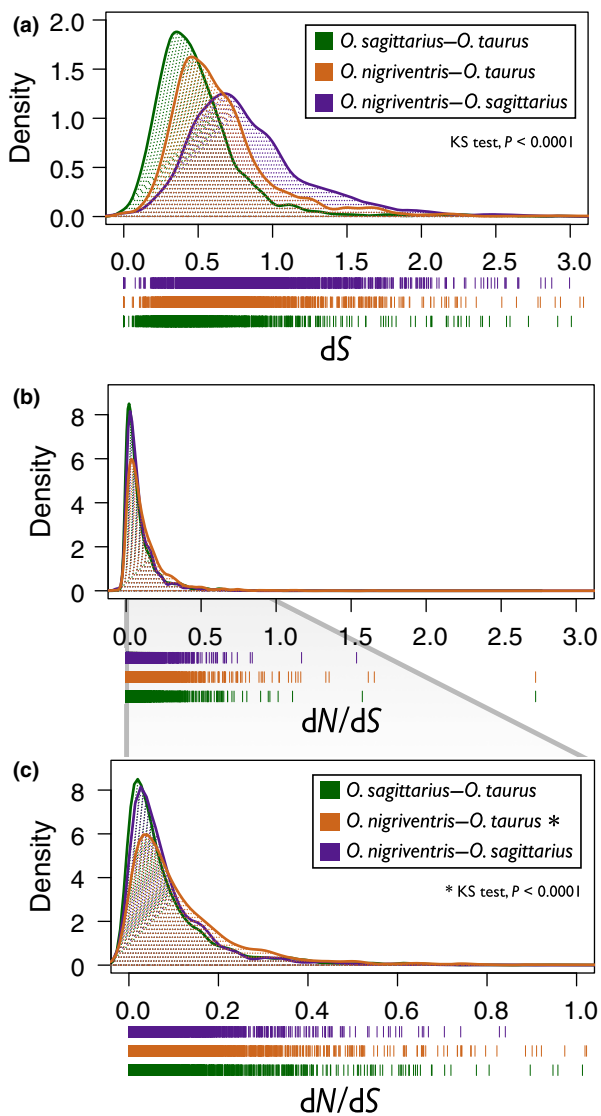 (a)
Density
2.0
1.5
1.0
0.5
0.0
O. sagittarius–O. taurus
O. nigriventris–O. taurus
O. nigriventris–O. sagittarius
KS test, P < 0.0001
0.0 0.5 1.0 1.5 2.0 2.5 3.0
dS
(b)
Density
8
6
4
2
0
0.0 0.5 1.0 1.5 2.0 2.5 3.0
dN/dS
(c)
Density
8
6
4
2
0
O. sagittarius–O. taurus
O. nigriventris–O. taurus *
O. nigriventris–O. sagittarius
* KS test, P < 0.0001
0.0 0.2 0.4 0.6 0.8 1.0
dN/dS